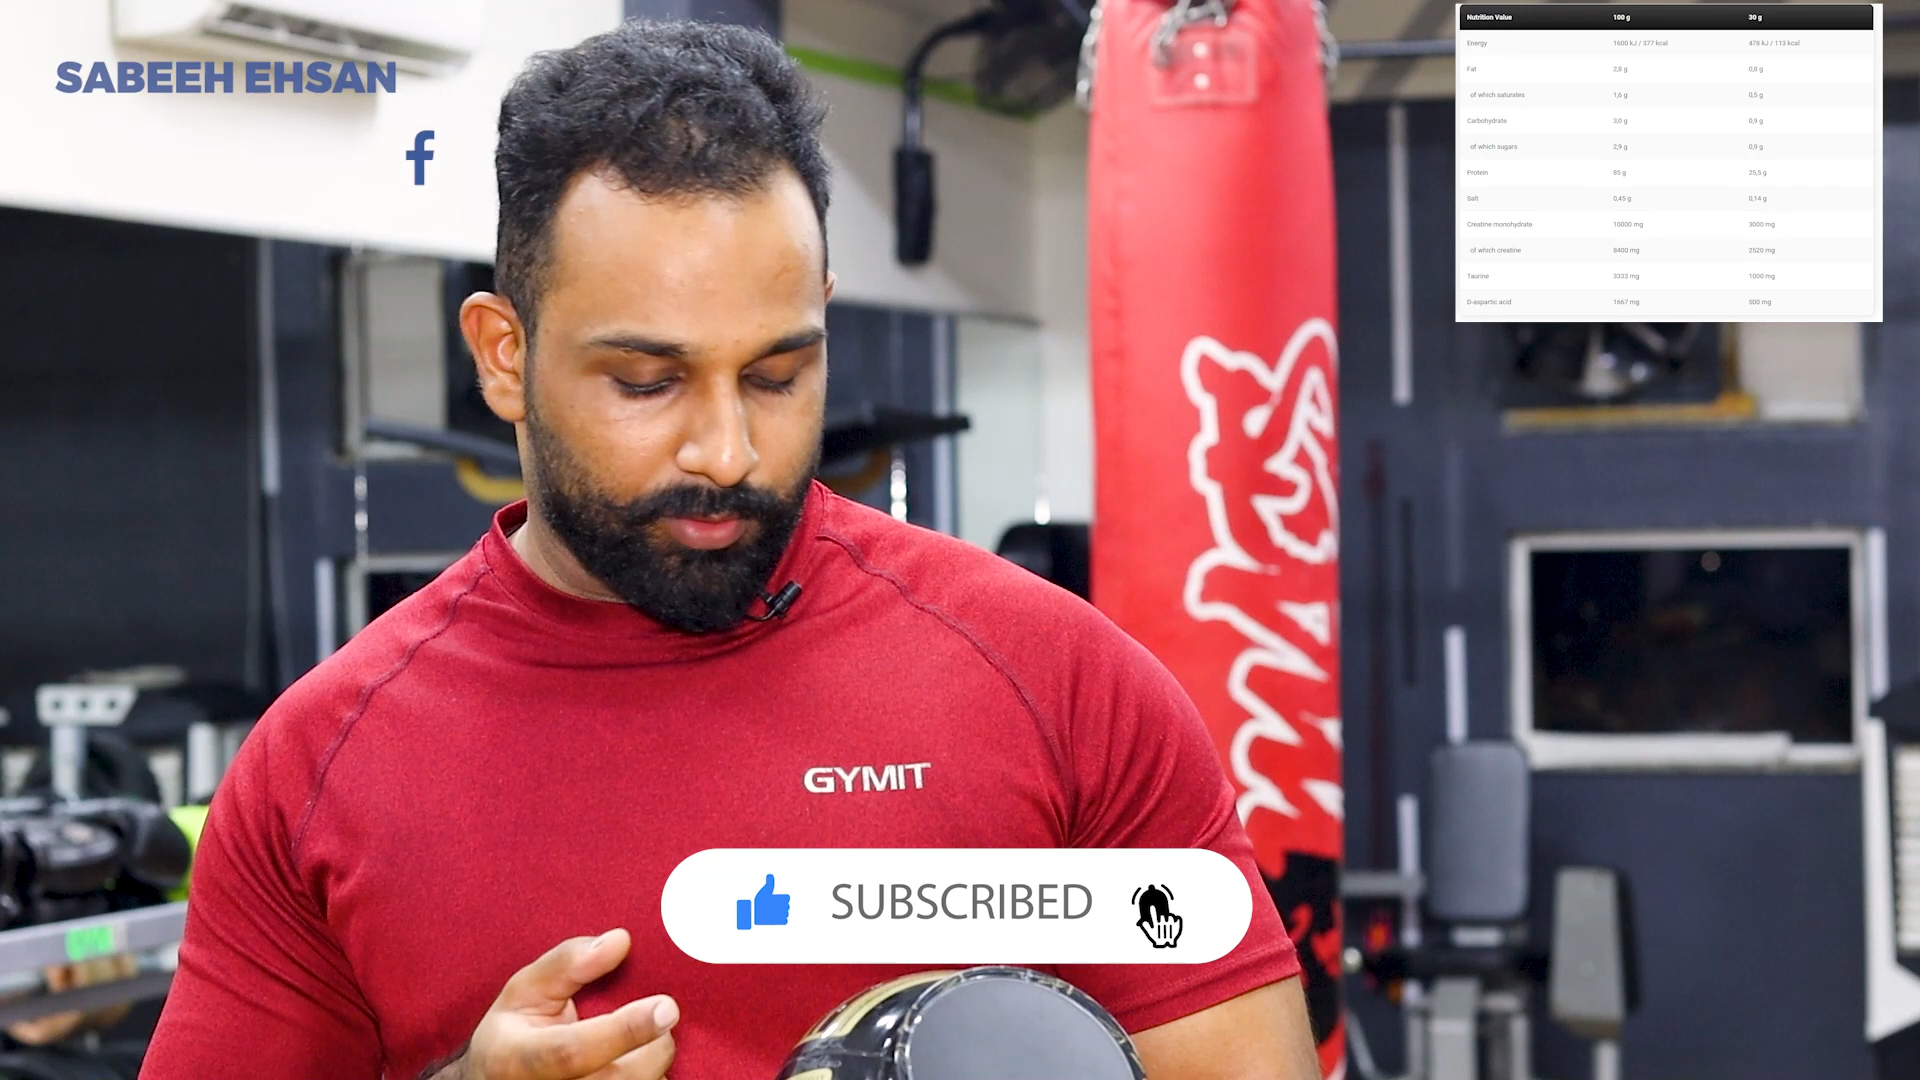 SABEEH EHSAN
f
Nutrition Value 100 g 30 g
Energy 1600 kJ / 377 kcal 478 kJ / 113 kcal
Fat 2,8 g 0,8 g
of which saturates 1,6 g 0,5 g
Carbohydrate 3,0 g 0,9 g
of which sugars 2,9 g 0,9 g
Protein 85 g 25,5 g
Salt 0,45 g 0,14 g
Creatine monohydrate 10000 mg 3000 mg
of which creatine 8400 mg 2520 mg
Taurine 3333 mg 1000 mg
D-aspartic acid 1667 mg 500 mg
GYMIT
SUBSCRIBED